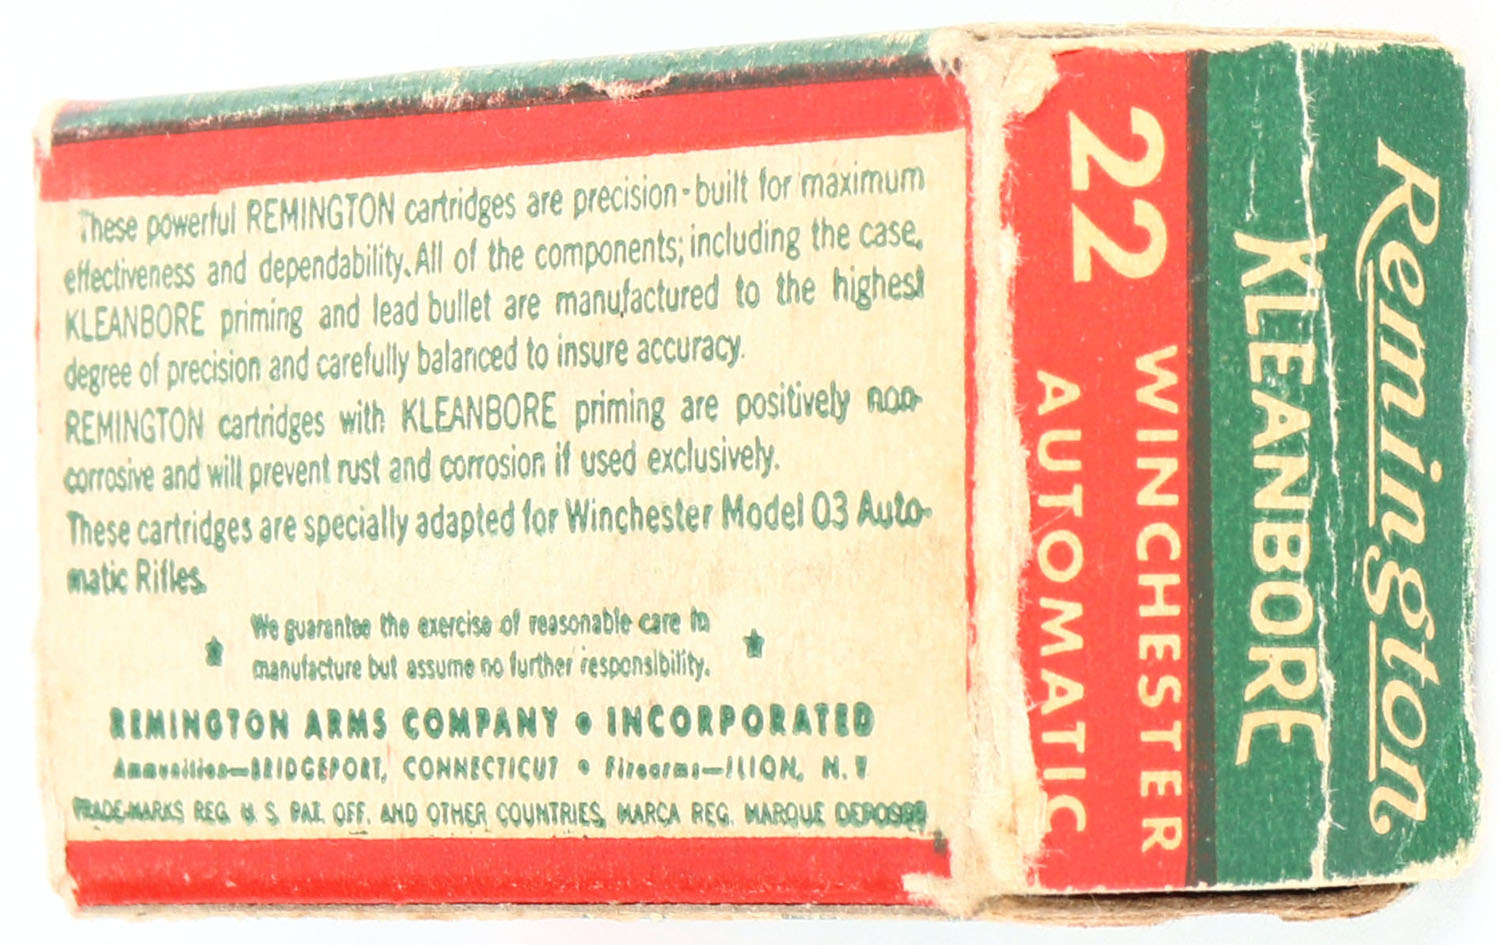 These powerful REMINGTON cartridges are precision-built for maximum
effectiveness and dependability. All of the components; including the case,
KLEANBORE priming and lead bullet are manufactured to the highest
degree of precision and carefully balanced to insure accuracy.
REMINGTON cartridges with KLEANBORE priming are positively non-
corrosive and will prevent rust and corrosion if used exclusively.
These cartridges are specially adapted for Winchester Model 03 Auto-
matic Rifles.
We guarantee the exercise of reasonable care in
manufacture but assume no further responsibility.
REMINGTON ARMS COMPANY • INCORPORATED
Ammunition—BRIDGEPORT, CONNECTICUT • Firearms—ILION, N. Y.
TRADE-MARKS REG. U. S. PAT. OFF. AND OTHER COUNTRIES, MARCA REG. MARQUE DEPOSEE
Remington
KLEANBORE
22 WINCHESTER
AUTOMATIC